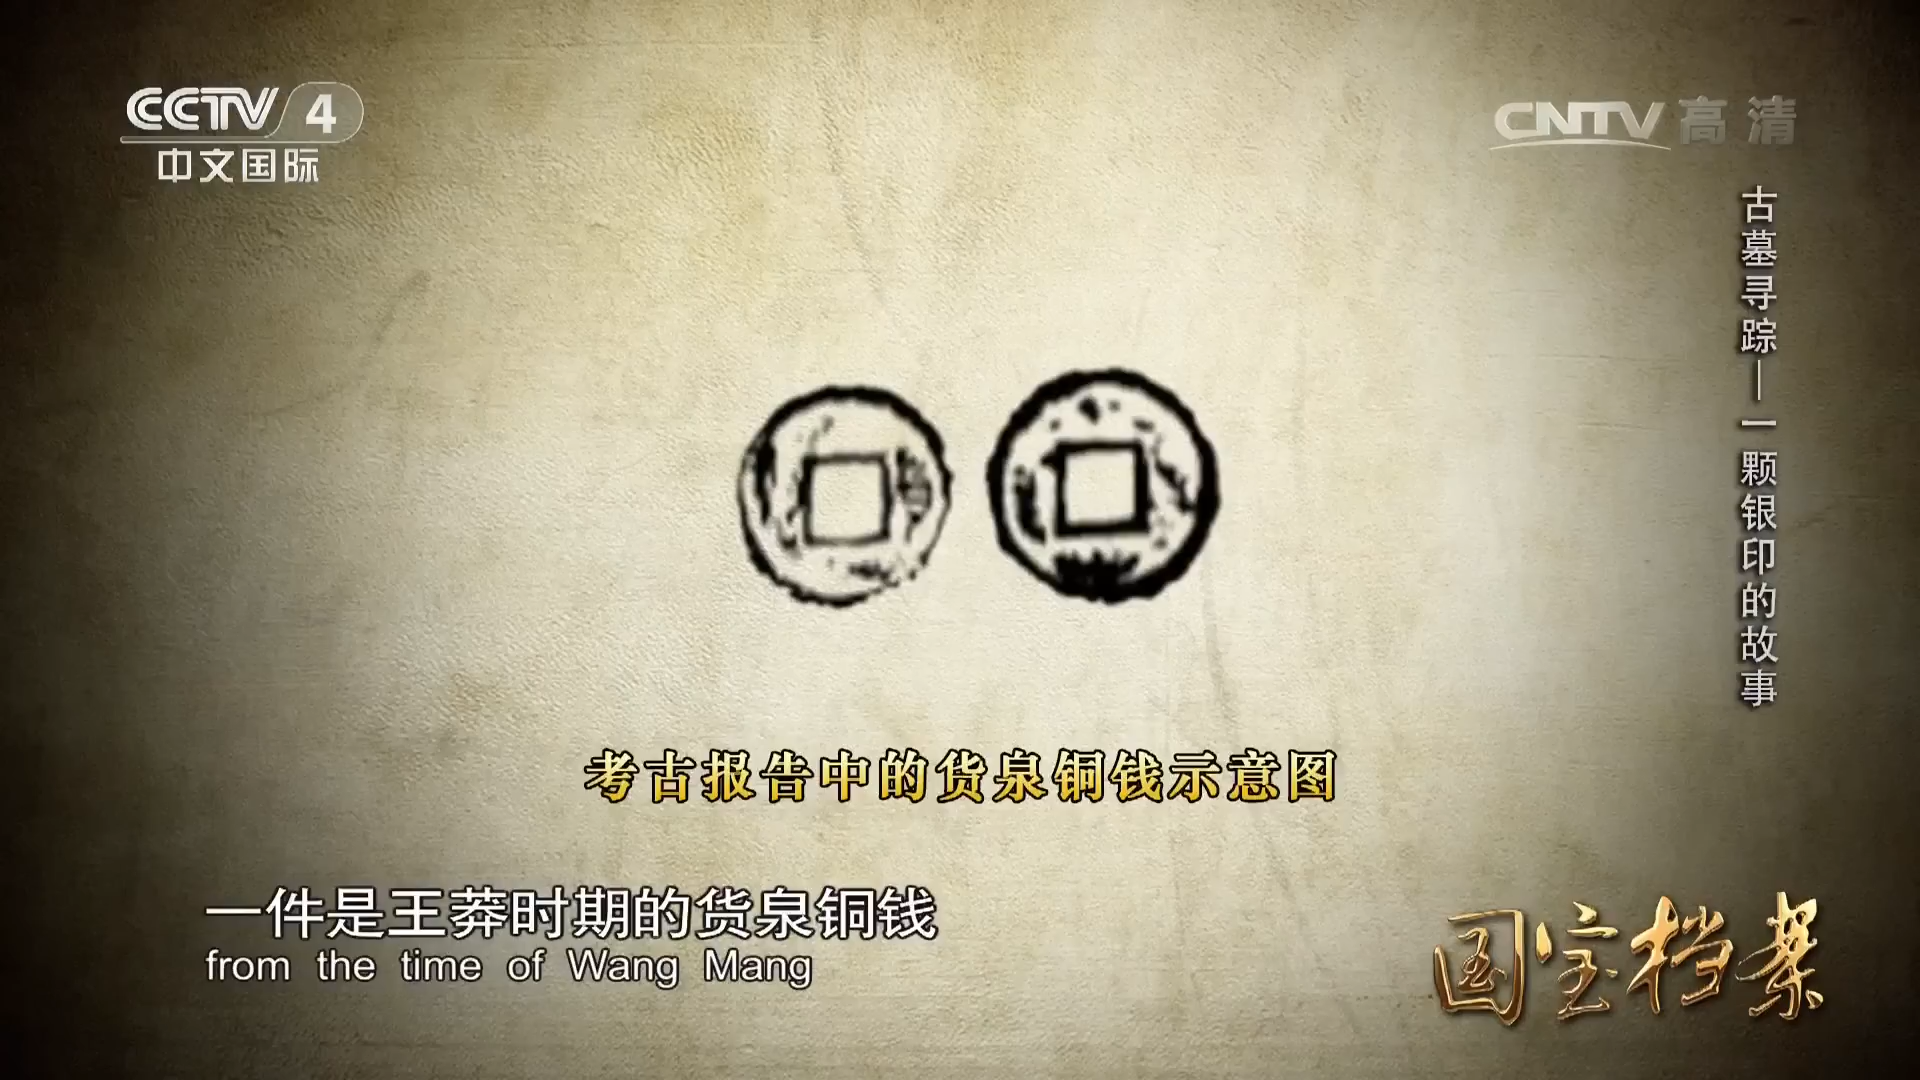 CCTV 4
中文国际
CNTV 高清
古墓寻踪—一颗银印的故事
考古报告中的货泉铜钱示意图
一件是王莽时期的货泉铜钱
from the time of Wang Mang
国宝档案